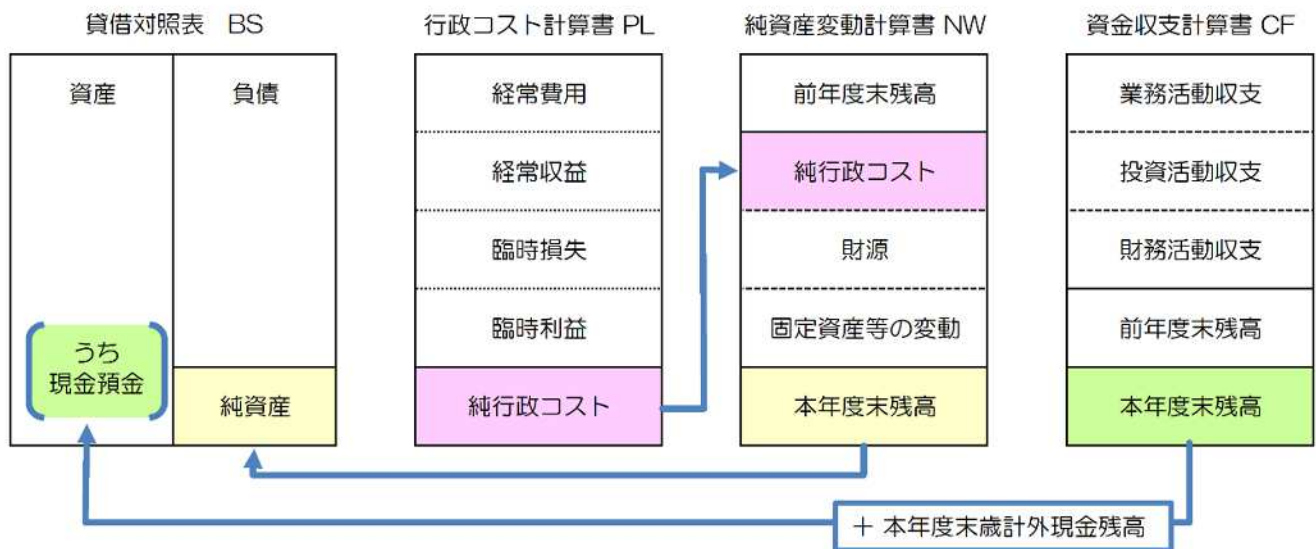 貸借対照表 BS
資産
負債
うち
現金預金
純資産
行政コスト計算書 PL
経常費用
経常収益
臨時損失
臨時利益
純行政コスト
純資産変動計算書 NW
前年度末残高
純行政コスト
財源
固定資産等の変動
本年度末残高
資金収支計算書 CF
業務活動収支
投資活動収支
財務活動収支
前年度末残高
本年度末残高
＋ 本年度末歳計外現金残高